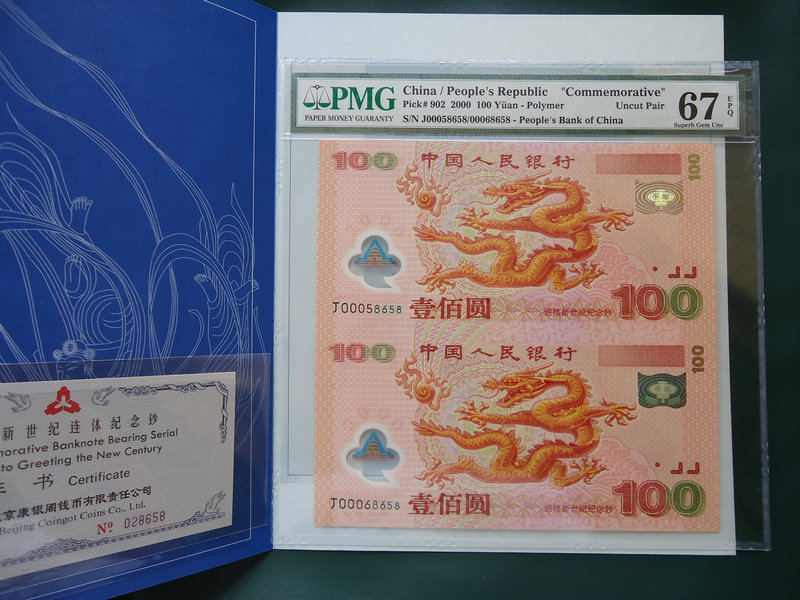 PMG
PAPER MONEY GUARANTY
China / People's Republic "Commemorative"
Pick# 902 2000 100 Yüan - Polymer Uncut Pair
S/N J00058658/00068658 - People's Bank of China
67 EPQ
Superb Gem Unc
100 中国人民银行 100
千年
J00058658 壹佰圆 迎接新世纪纪念钞 100
100 中国人民银行 100
千年
J00068658 壹佰圆 迎接新世纪纪念钞 100
新世纪连体纪念钞
morative Banknote Bearing Serial
to Greeting the New Century
书 Certificate
京康银阁钱币有限责任公司
Beijing Coingot Coins Co., Ltd.
Nº 028658